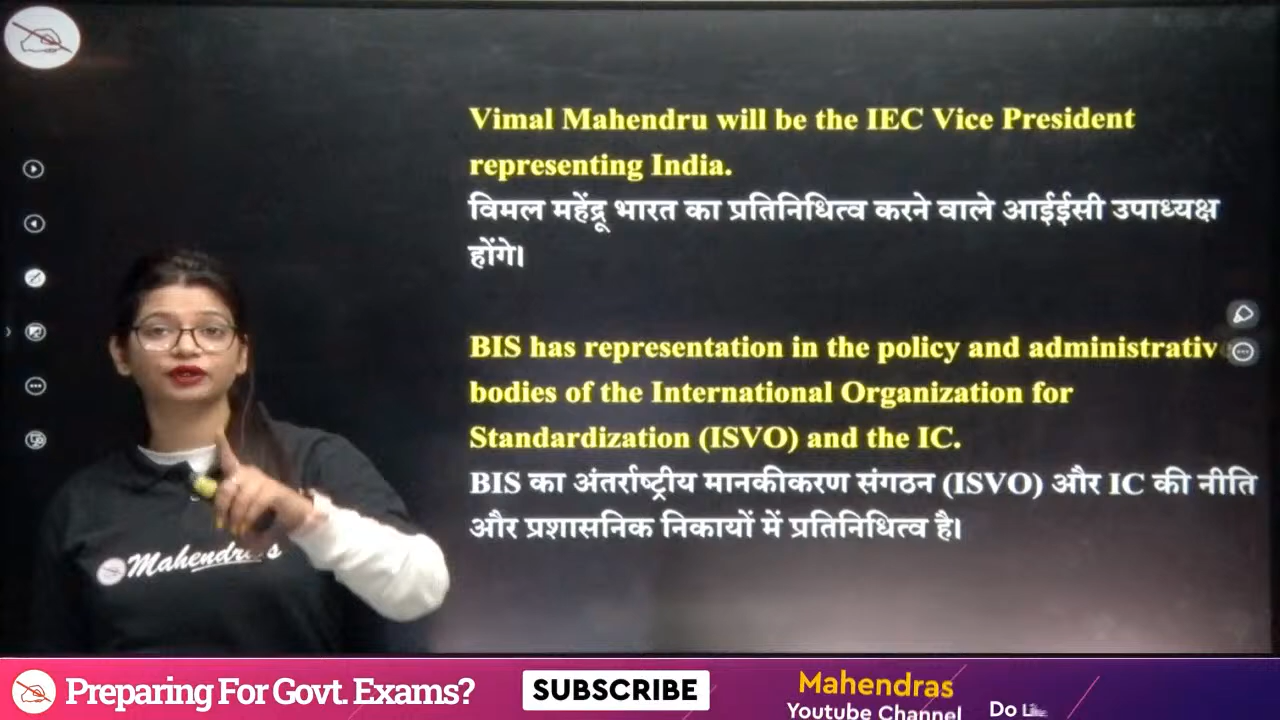 Vimal Mahendru will be the IEC Vice President
representing India.
विमल महेंद्रू भारत का प्रतिनिधित्व करने वाले आईईसी उपाध्यक्ष
होंगे।
BIS has representation in the policy and administrativ
bodies of the International Organization for
Standardization (ISVO) and the IC.
BIS का अंतर्राष्ट्रीय मानकीकरण संगठन (ISVO) और IC की नीति
और प्रशासनिक निकायों में प्रतिनिधित्व है।
Mahendra's
Preparing For Govt. Exams?
SUBSCRIBE
Mahendras
Youtube Channel
Do